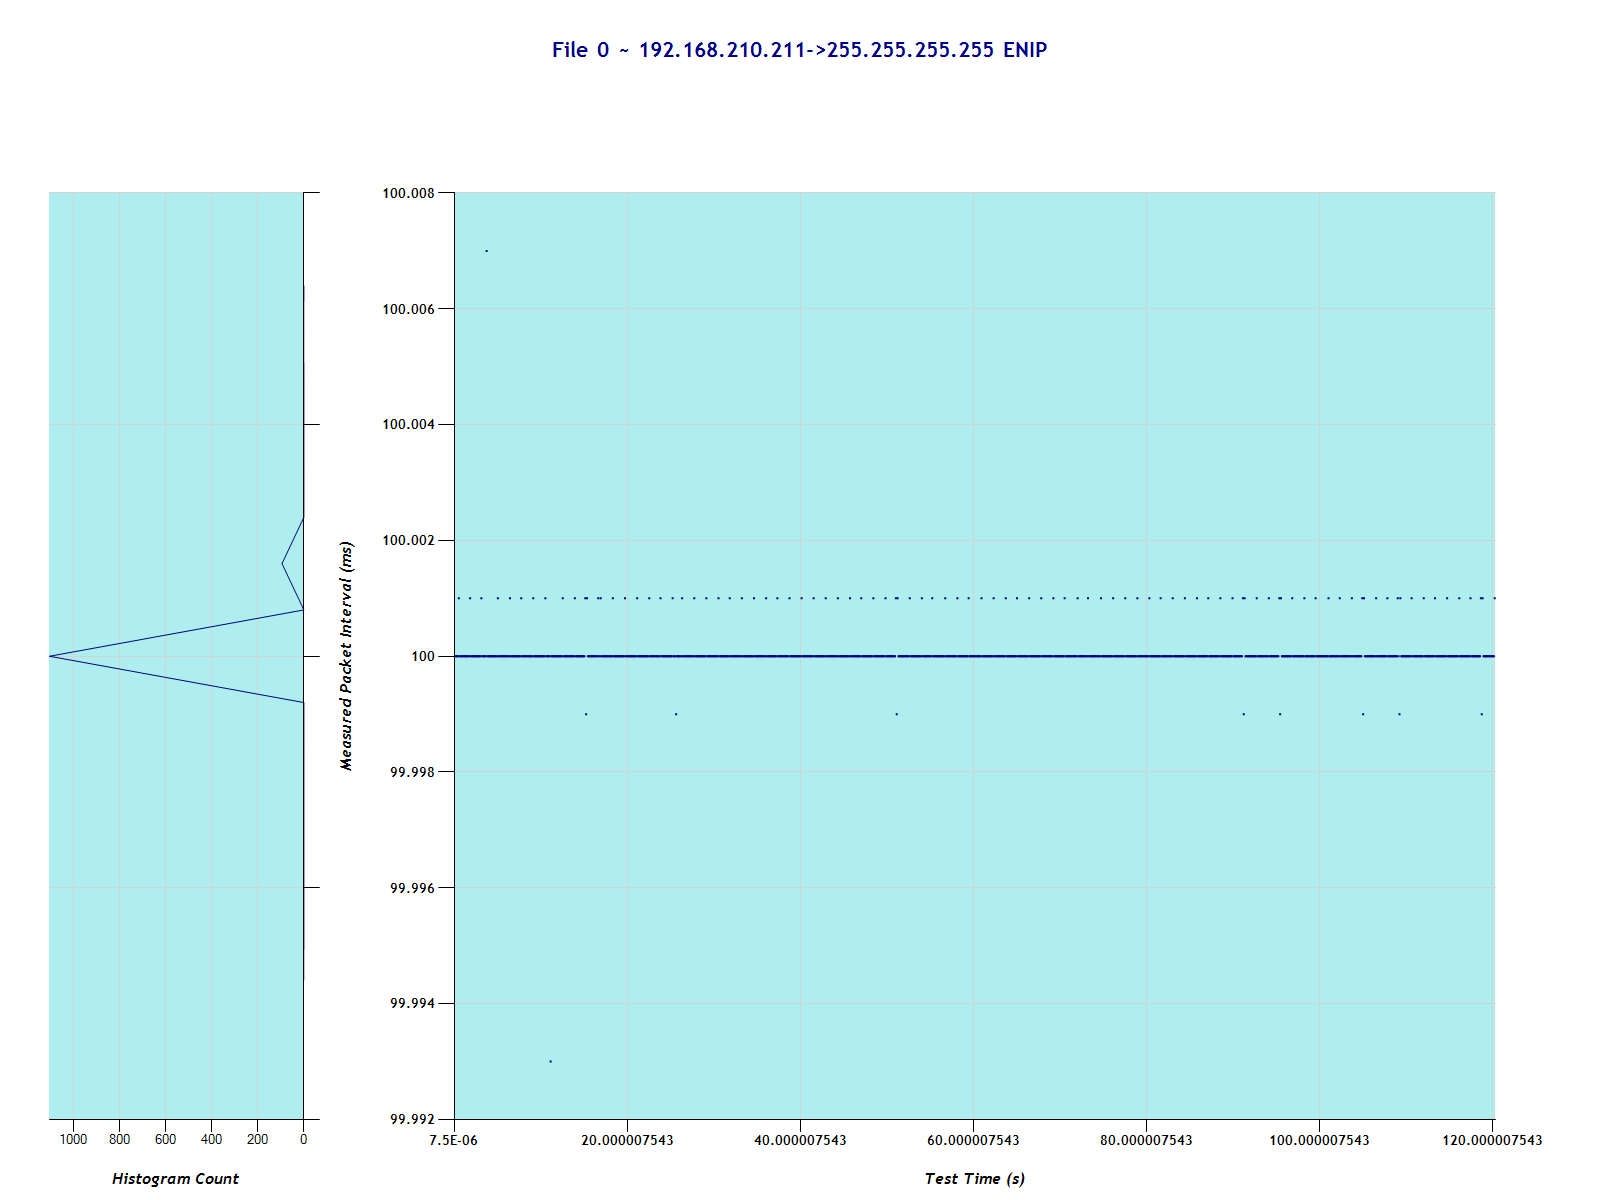 File 0 ~ 192.168.210.211->255.255.255.255 ENIP
100.008
100.006
100.004
100.002
100
99.998
99.996
99.994
99.992
Measured Packet Interval (ms)
1000 800 600 400 200 0
7.5E-06 20.000007543 40.000007543 60.000007543 80.000007543 100.000007543 120.000007543
Histogram Count
Test Time (s)